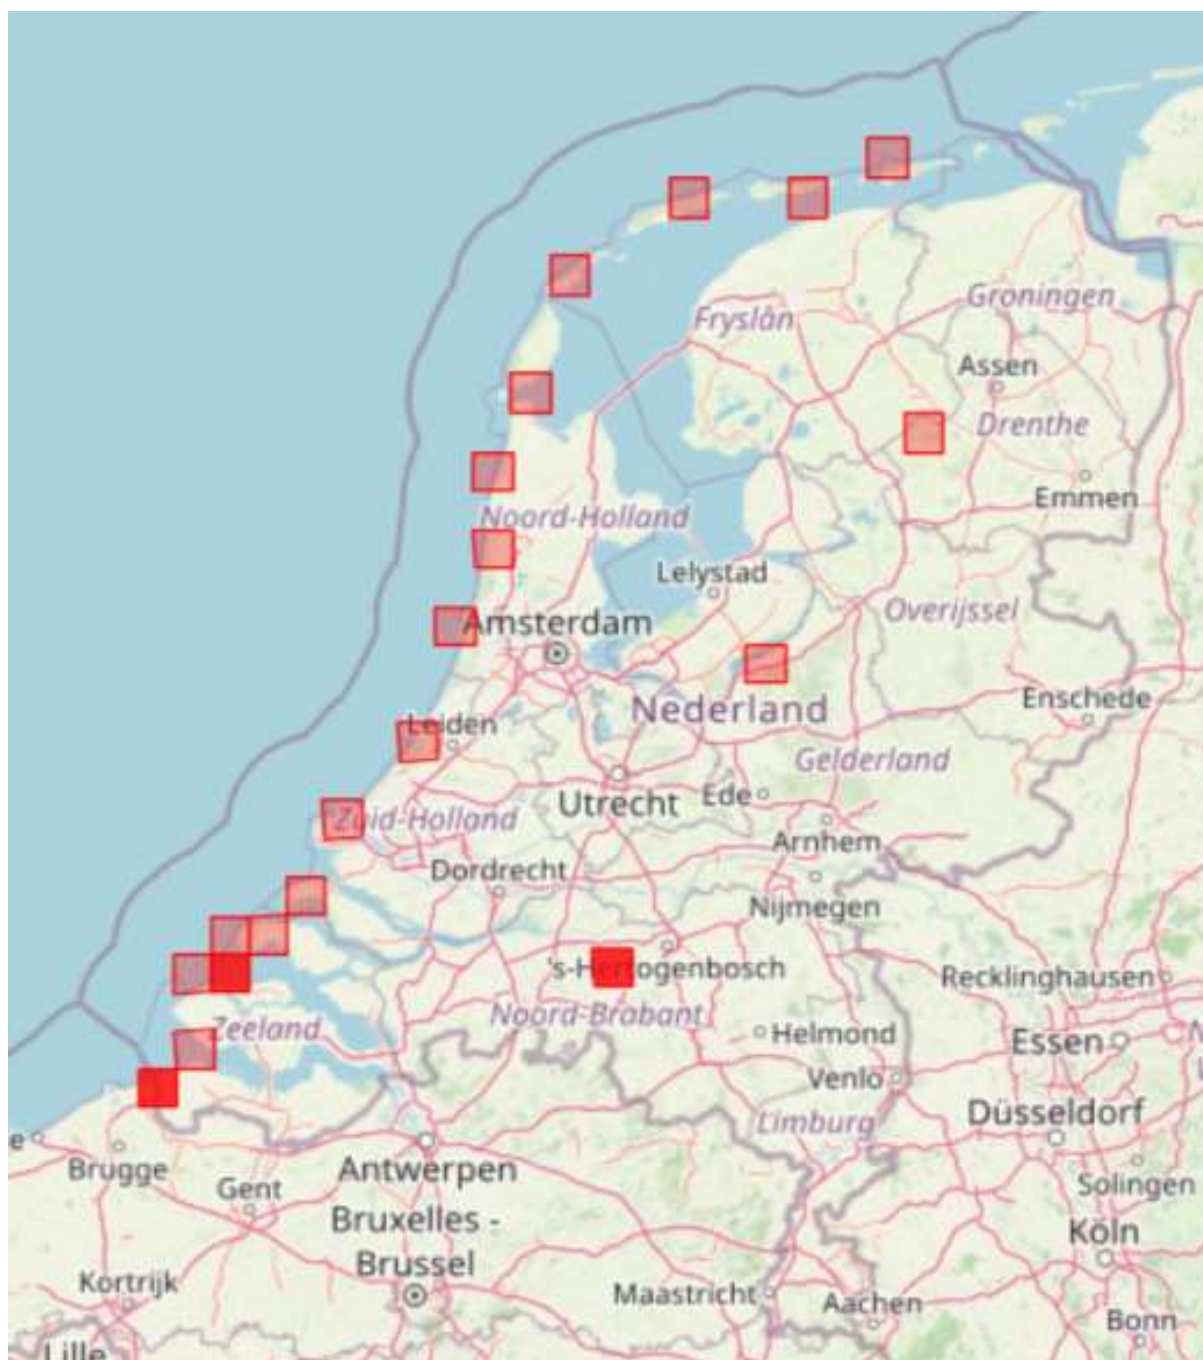 Groningen
Fryslân
Assen
Drenthe
Emmen
Noord-Holland
Lelystad
Overijssel
Amsterdam
Enschede
Nederland
Leiden
Gelderland
Utrecht
Ede
Zuid-Holland
Arnhem
Dordrecht
Nijmegen
's-Hertogenbosch
Recklinghausen
Noord-Brabant
Zeeland
Helmond
Essen
Venlo
Düsseldorf
Limburg
e
Brugge
Antwerpen
Gent
Solingen
Bruxelles -
Brussel
Köln
Kortrijk
Maastricht
Aachen
Bonn
Lille